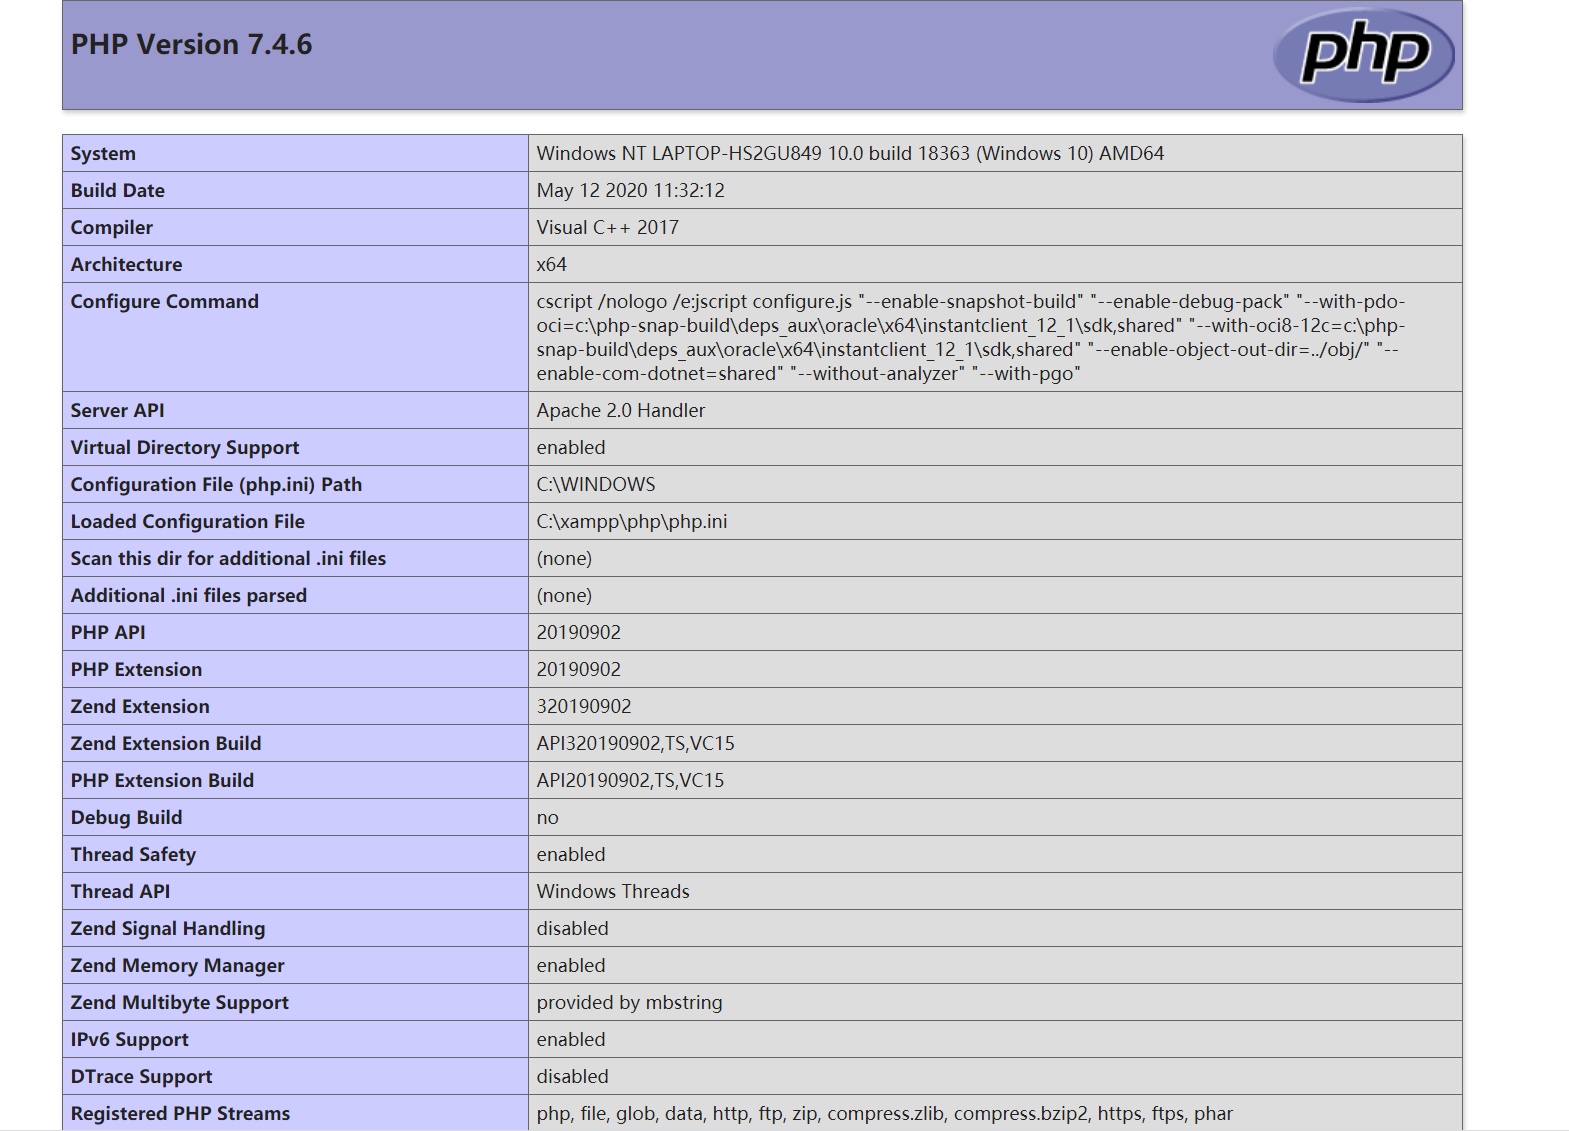 PHP Version 7.4.6
php
System Windows NT LAPTOP-HS2GU849 10.0 build 18363 (Windows 10) AMD64
Build Date May 12 2020 11:32:12
Compiler Visual C++ 2017
Architecture x64
Configure Command cscript /nologo /e:jscript configure.js "--enable-snapshot-build" "--enable-debug-pack" "--with-pdo-
oci=c:\php-snap-build\deps_aux\oracle\x64\instantclient_12_1\sdk,shared" "--with-oci8-12c=c:\php-
snap-build\deps_aux\oracle\x64\instantclient_12_1\sdk,shared" "--enable-object-out-dir=../obj/" "--
enable-com-dotnet=shared" "--without-analyzer" "--with-pgo"
Server API Apache 2.0 Handler
Virtual Directory Support enabled
Configuration File (php.ini) Path C:\WINDOWS
Loaded Configuration File C:\xampp\php\php.ini
Scan this dir for additional .ini files (none)
Additional .ini files parsed (none)
PHP API 20190902
PHP Extension 20190902
Zend Extension 320190902
Zend Extension Build API320190902,TS,VC15
PHP Extension Build API20190902,TS,VC15
Debug Build no
Thread Safety enabled
Thread API Windows Threads
Zend Signal Handling disabled
Zend Memory Manager enabled
Zend Multibyte Support provided by mbstring
IPv6 Support enabled
DTrace Support disabled
Registered PHP Streams php, file, glob, data, http, ftp, zip, compress.zlib, compress.bzip2, https, ftps, phar